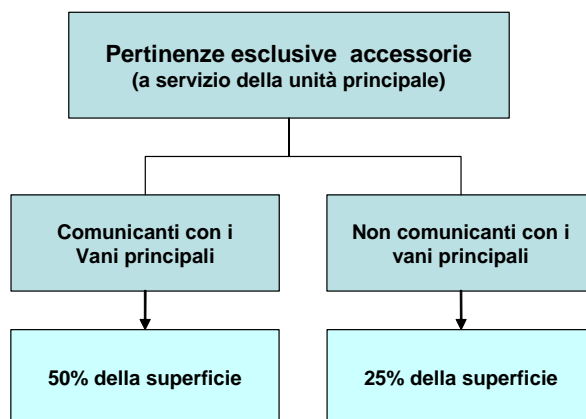 Pertinenze esclusive accessorie
(a servizio della unità principale)
Comunicanti con i
Vani principali
Non comunicanti con i
vani principali
50% della superficie
25% della superficie